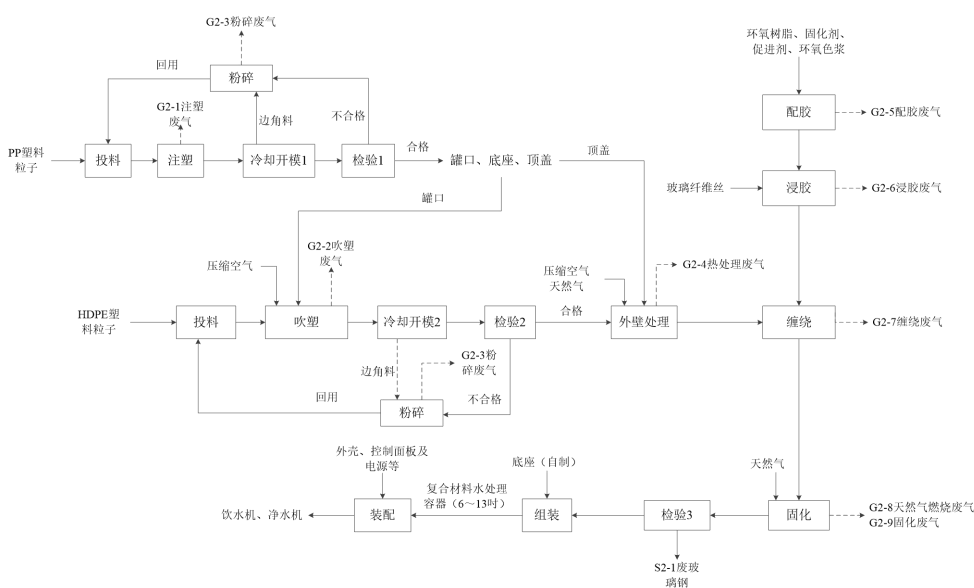 G2-3粉碎废气
环氧树脂、固化剂、
促进剂、环氧色浆
回用
粉碎
G2-1注塑
废气
边角料
不合格
配胶
G2-5配胶废气
PP塑料
粒子
投料
注塑
冷却开模1
检验1
合格
罐口、底座、顶盖
顶盖
玻璃纤维丝
浸胶
G2-6浸胶废气
罐口
G2-2吹塑
废气
压缩空气
压缩空气
天然气
G2-4热处理废气
HDPE塑
料粒子
投料
吹塑
冷却开模2
检验2
合格
外壁处理
缠绕
G2-7缠绕废气
边角料
G2-3粉
碎废气
回用
粉碎
不合格
外壳、控制面板及
电源等
底座（自制）
天然气
复合材料水处理
容器（6～13吋）
饮水机、净水机
装配
组装
检验3
固化
G2-8天然气燃烧废气
G2-9固化废气
S2-1废玻
璃钢